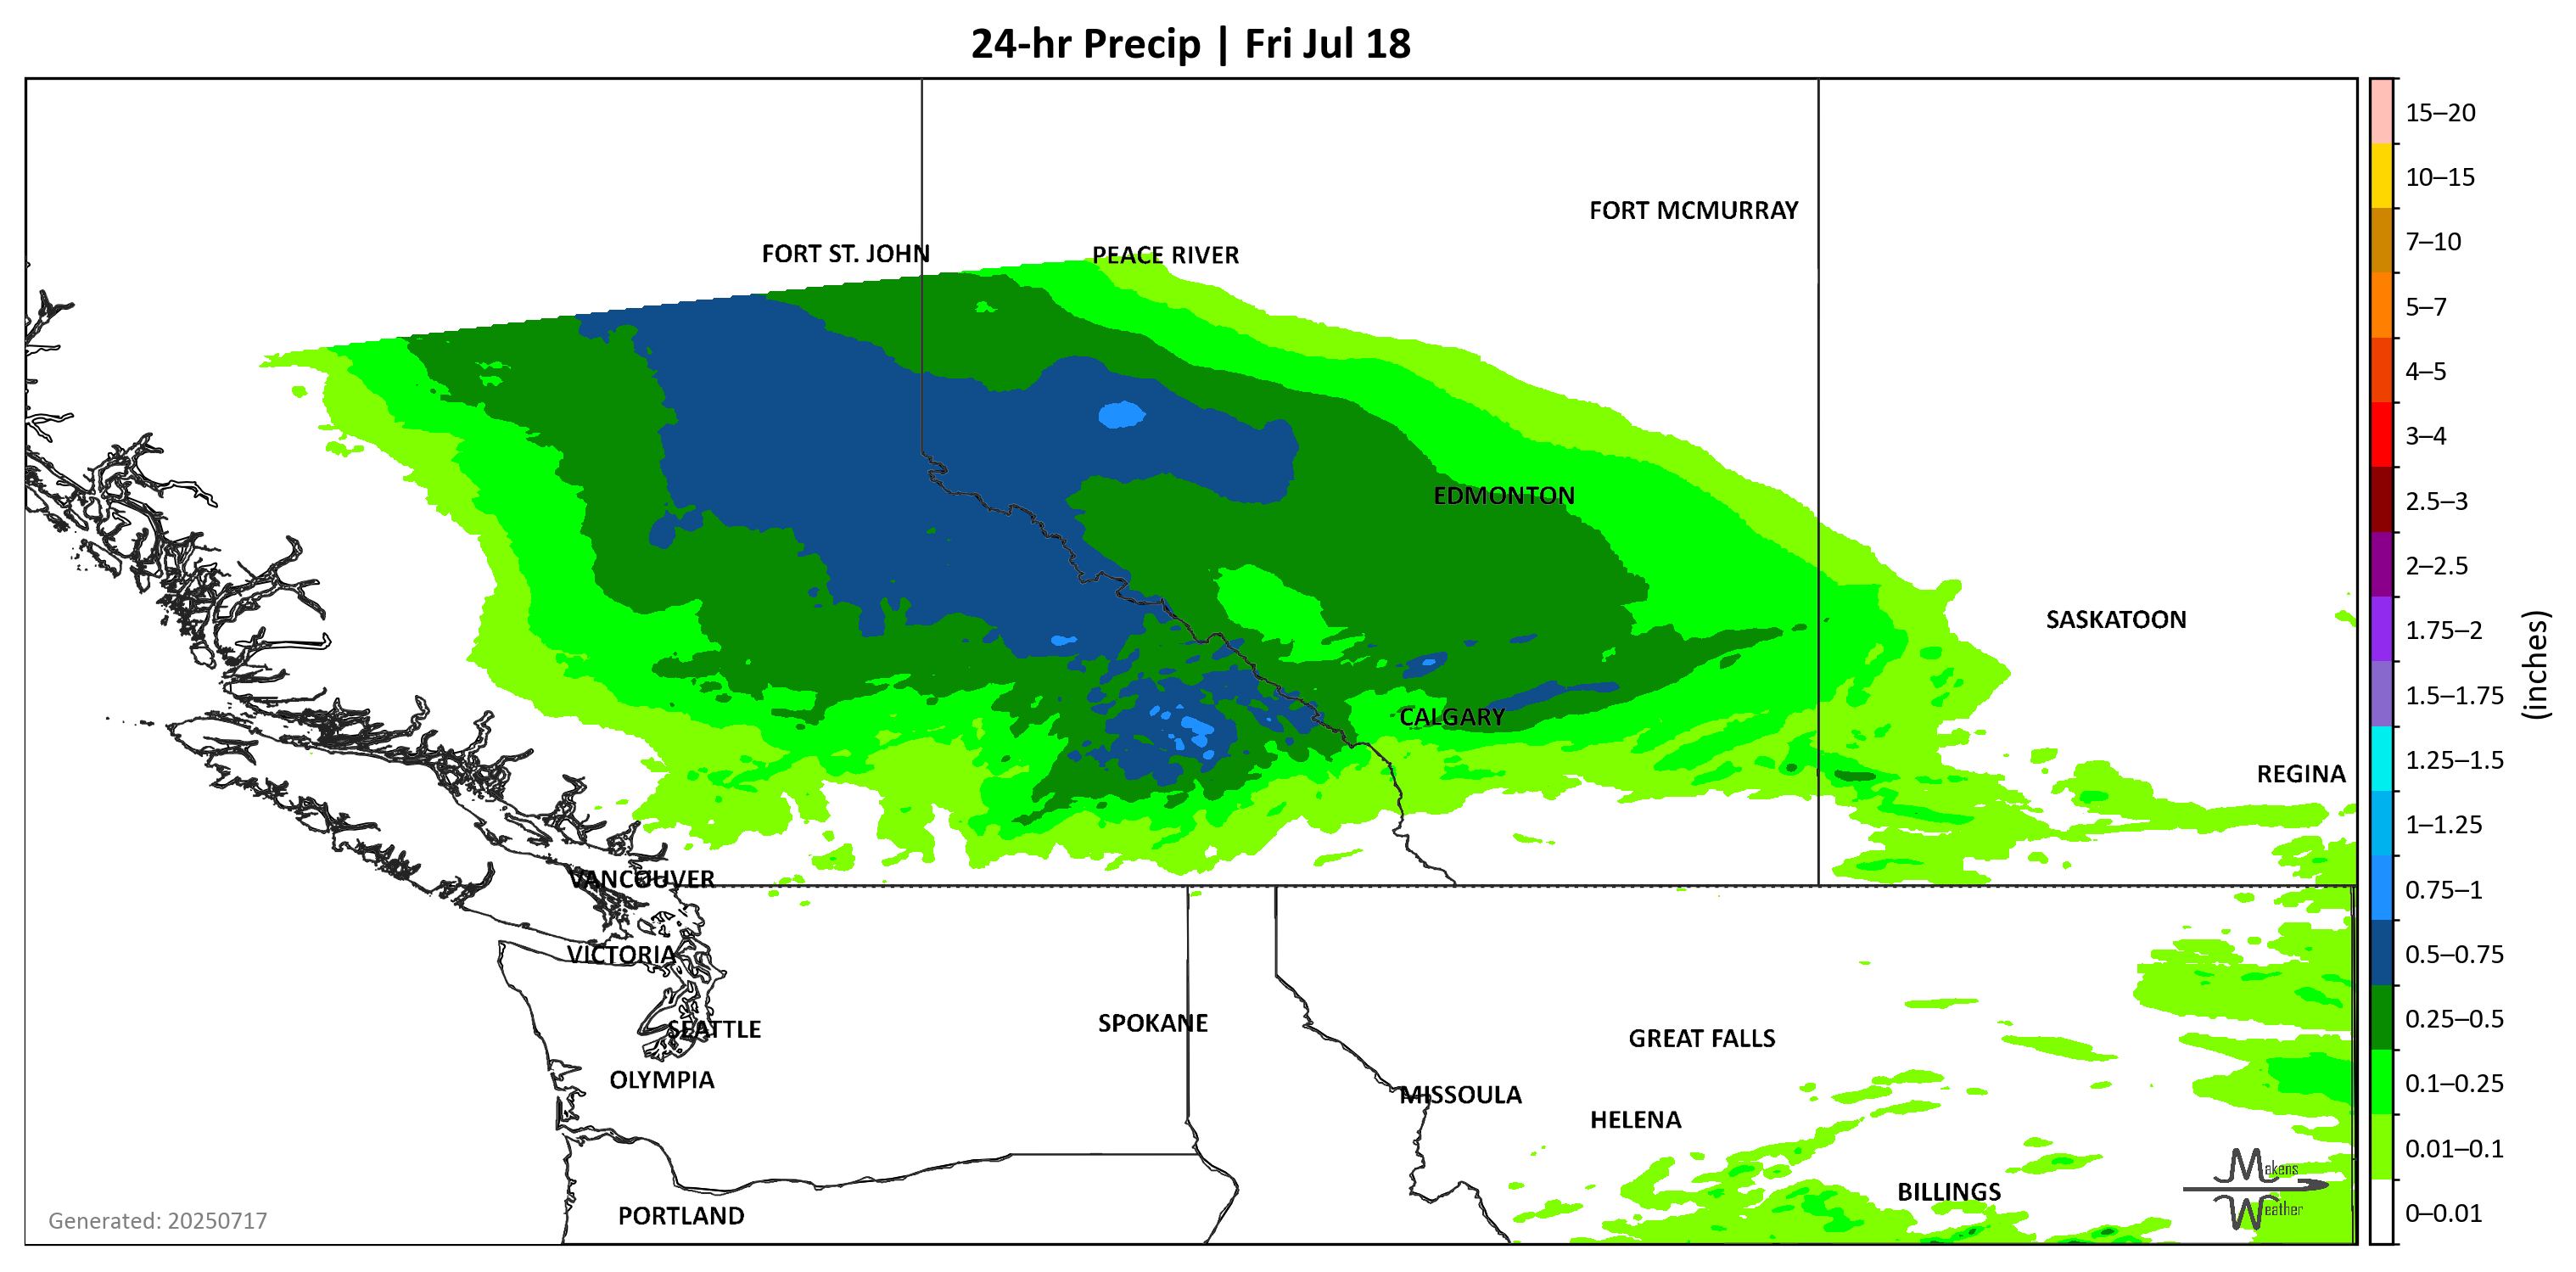 24-hr Precip | Fri Jul 18
FORT MCMURRAY
FORT ST. JOHN
PEACE RIVER
EDMONTON
SASKATOON
CALGARY
REGINA
VANCOUVER
VICTORIA
SEATTLE
SPOKANE
GREAT FALLS
OLYMPIA
MISSOULA
HELENA
BILLINGS
PORTLAND
Generated: 20250717
Makens
Weather
15–20
10–15
7–10
5–7
4–5
3–4
2.5–3
2–2.5
1.75–2
1.5–1.75
1.25–1.5
1–1.25
0.75–1
0.5–0.75
0.25–0.5
0.1–0.25
0.01–0.1
0–0.01
(inches)